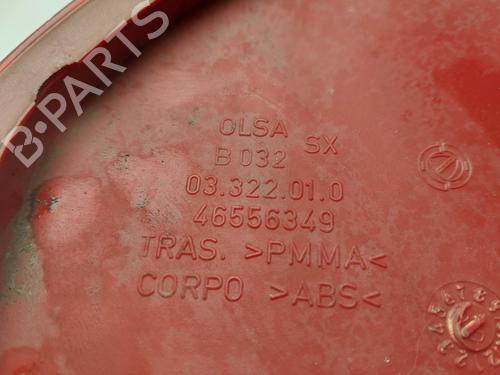 B-PARTS
OLSA SX
B 032
03.322.01.0
46556349
TRAS. >PMMA<
CORPO >ABS<